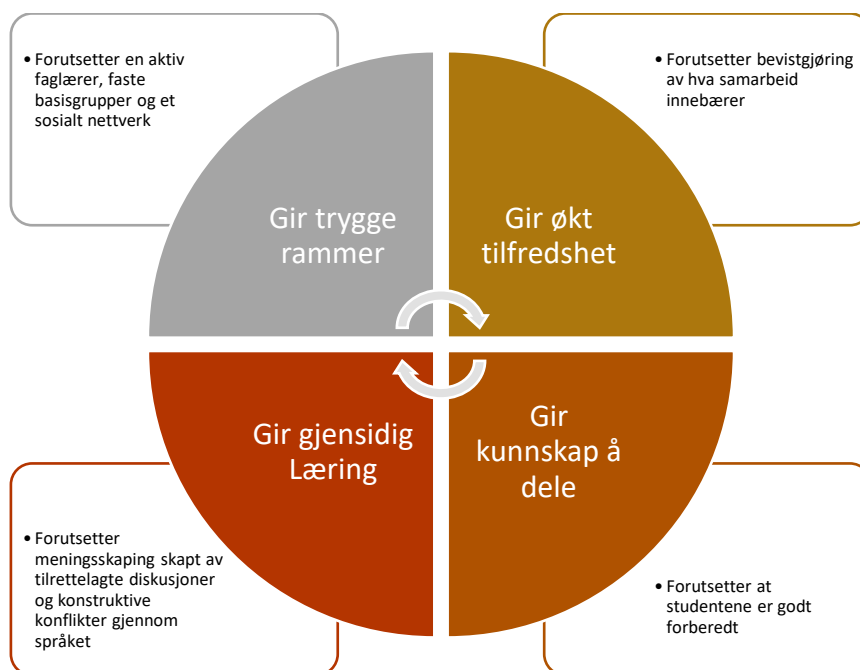 • Forutsetter en aktiv
faglærer, faste
basisgrupper og et
sosialt nettverk
• Forutsetter bevistgjøring
av hva samarbeid
innebærer
Gir trygge
rammer
Gir økt
tilfredshet
Gir gjensidig
Læring
Gir
kunnskap å
dele
• Forutsetter
meningsskaping skapt av
tilrettelagte diskusjoner
og konstruktive
konflikter gjennom
språket
• Forutsetter at
studentene er godt
forberedt